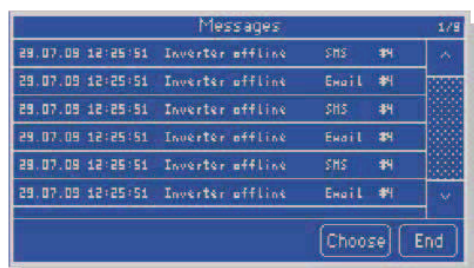 Messages 1/8
29.07.09 12:25:51 Inverter offline SMS #4
29.07.09 12:25:51 Inverter offline Email #4
29.07.09 12:25:51 Inverter offline SMS #4
29.07.09 12:25:51 Inverter offline Email #4
29.07.09 12:25:51 Inverter offline SMS #4
29.07.09 12:25:51 Inverter offline Email #4
Choose End